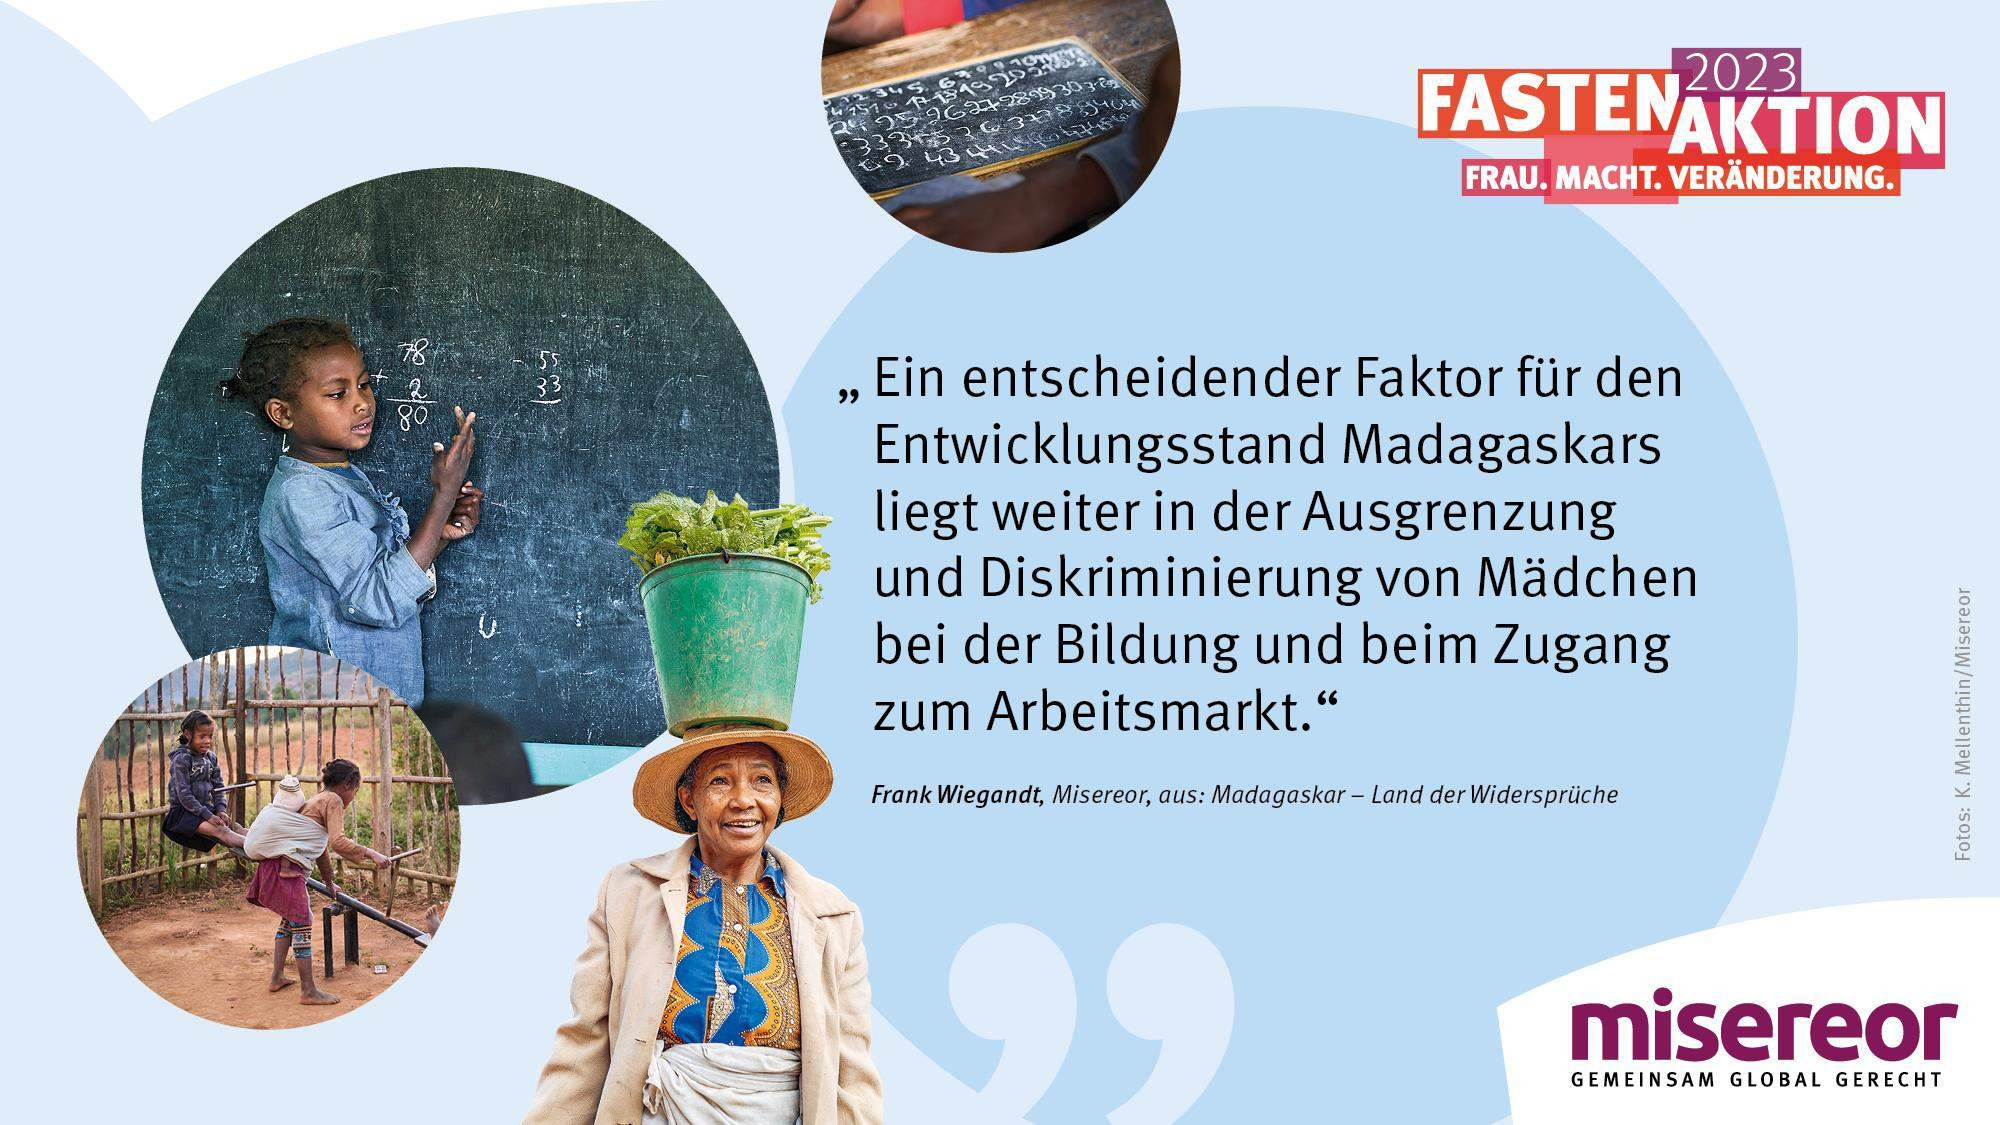 2023
FASTEN
AKTION
FRAU. MACHT. VERÄNDERUNG.
78
+ 2
80
- 55
33
„Ein entscheidender Faktor für den
Entwicklungsstand Madagaskars
liegt weiter in der Ausgrenzung
und Diskriminierung von Mädchen
bei der Bildung und beim Zugang
zum Arbeitsmarkt.“
Frank Wiegandt, Misereor, aus: Madagaskar – Land der Widersprüche
Fotos: K. Mellenthin/Misereor
misereor
GEMEINSAM GLOBAL GERECHT